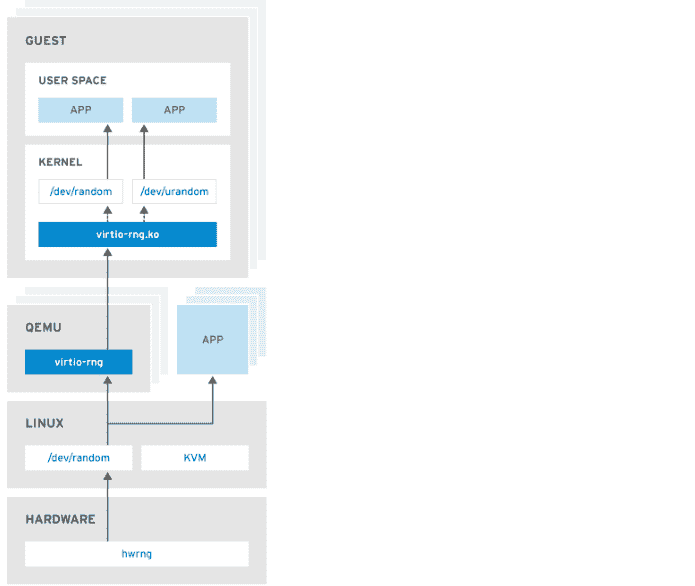 GUEST
USER SPACE
APP APP
KERNEL
/dev/random /dev/urandom
virtio-rng.ko
QEMU
APP
virtio-rng
LINUX
/dev/random KVM
HARDWARE
hwrng